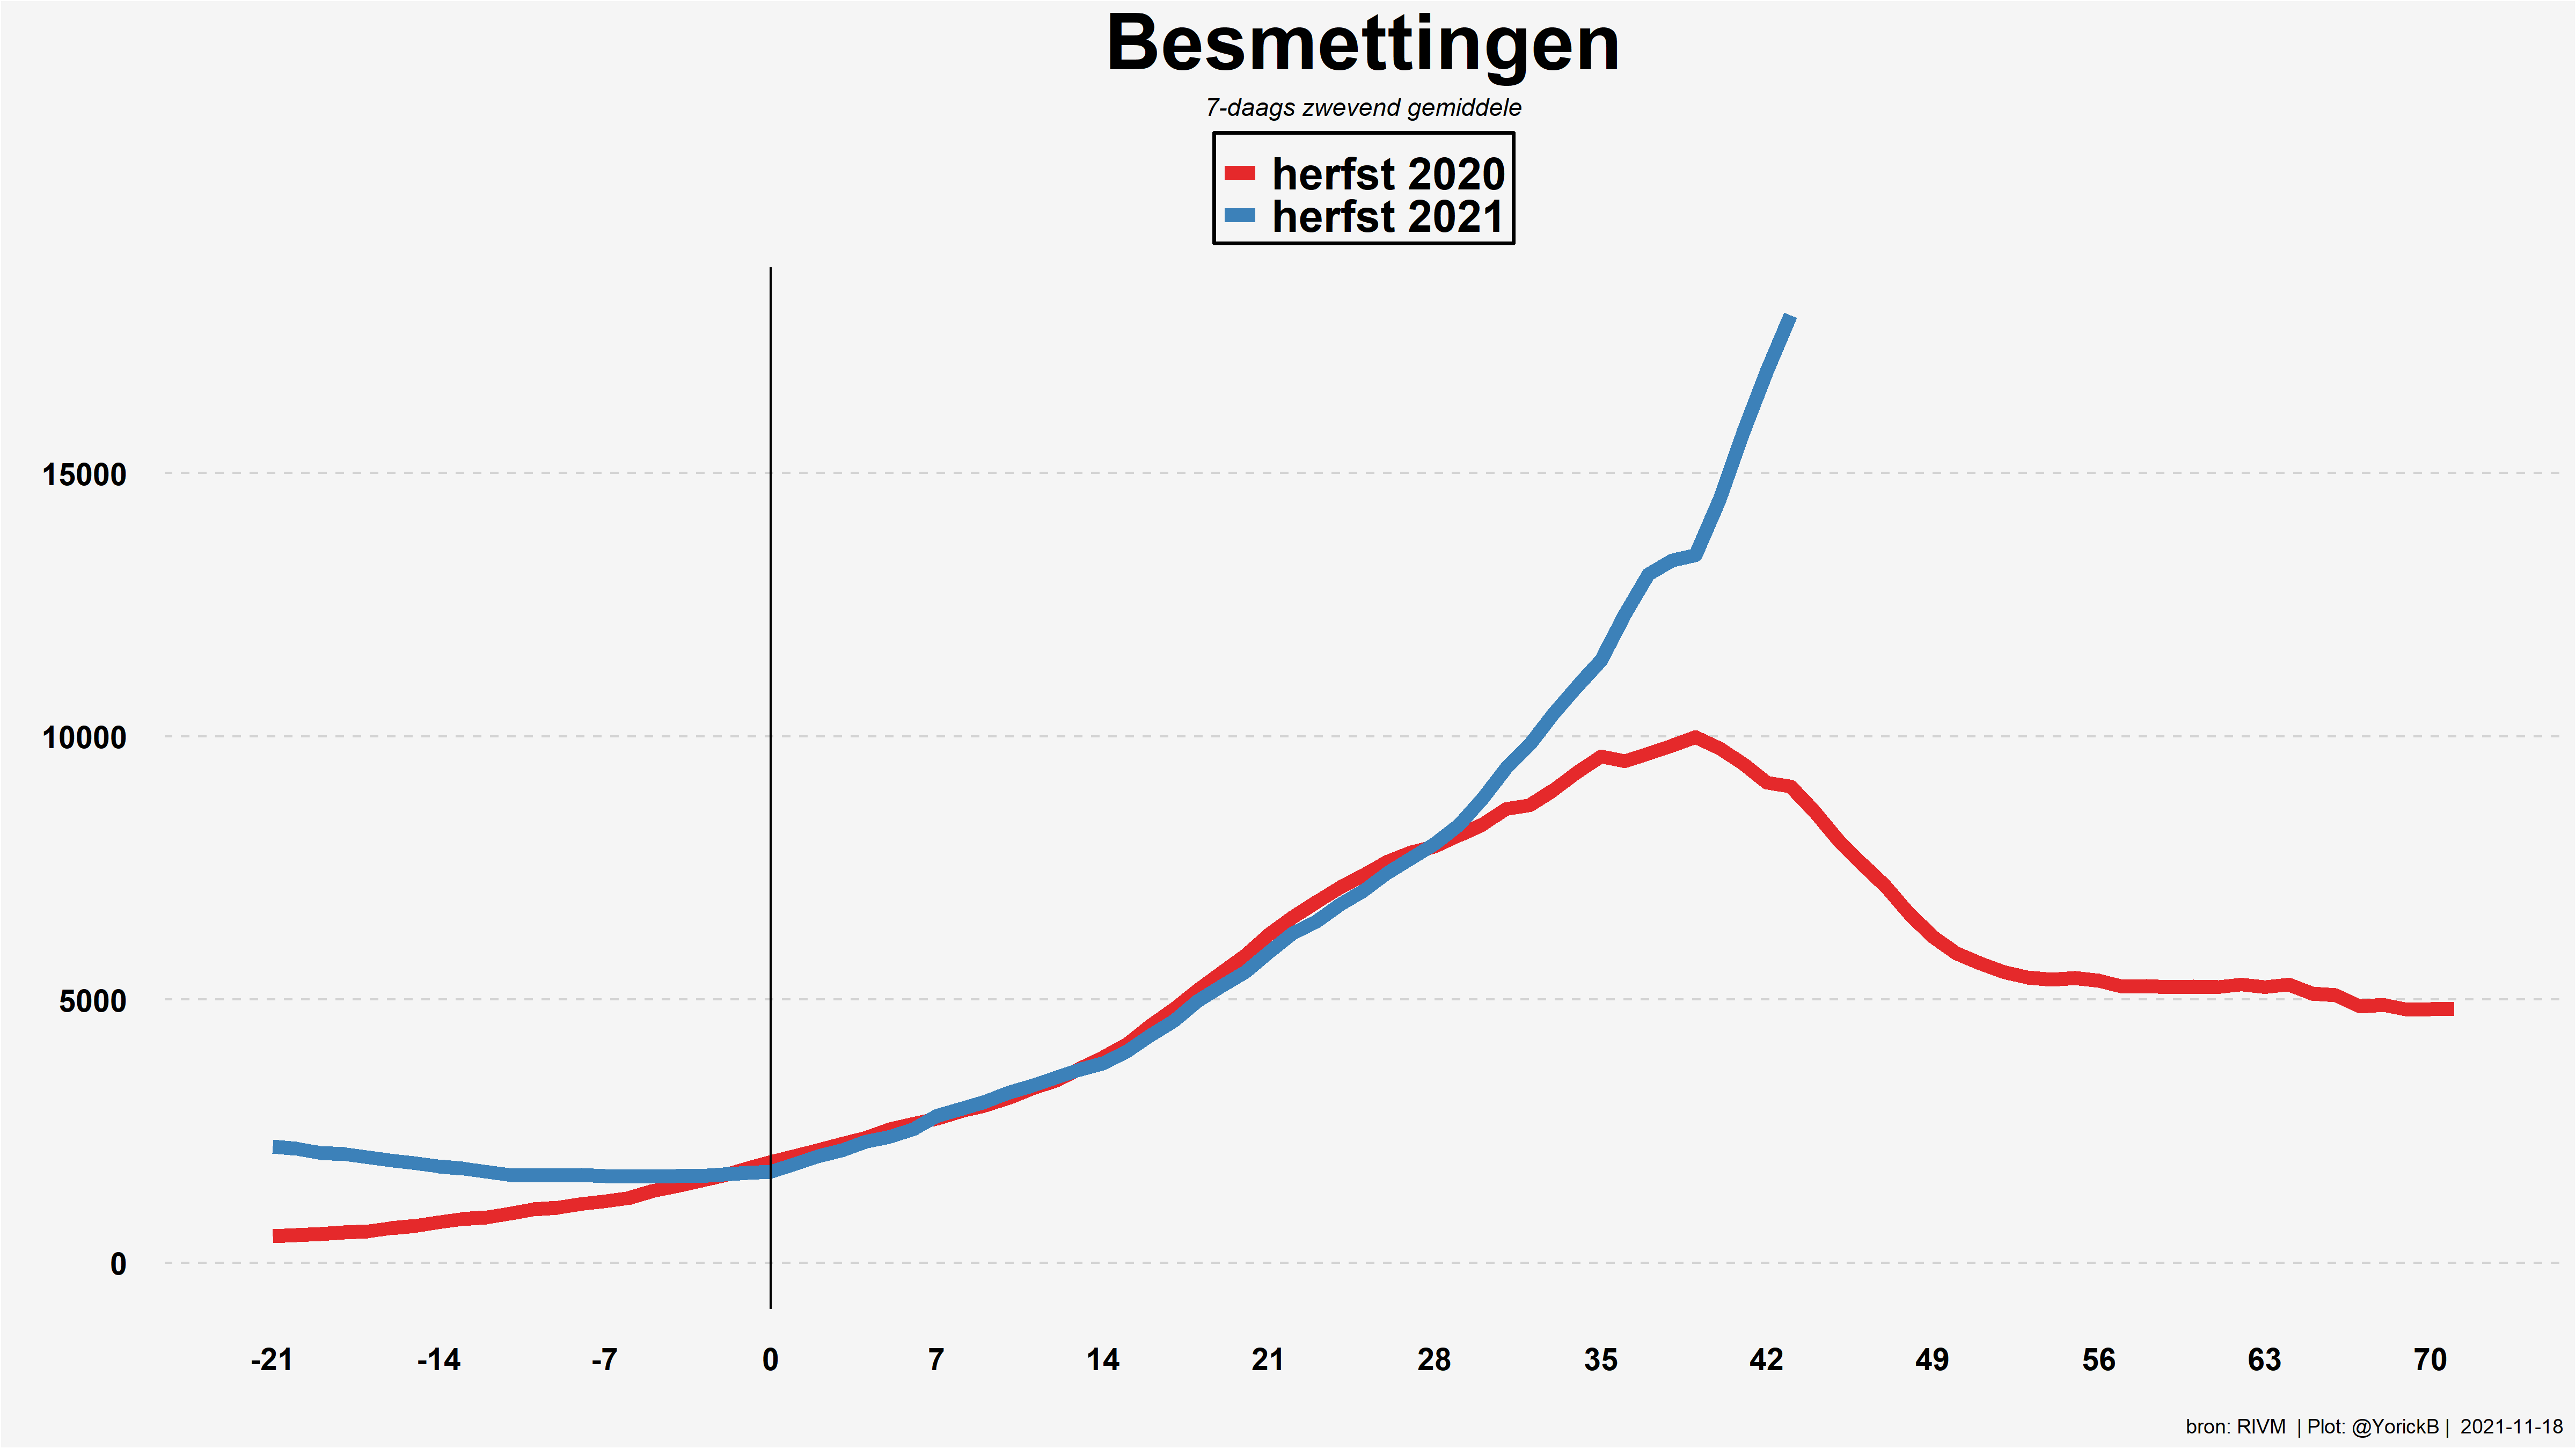 Besmettingen
7-daags zwevend gemiddele
herfst 2020
herfst 2021
15000
10000
5000
0
-21 -14 -7 0 7 14 21 28 35 42 49 56 63 70
bron: RIVM | Plot: @YorickB | 2021-11-18